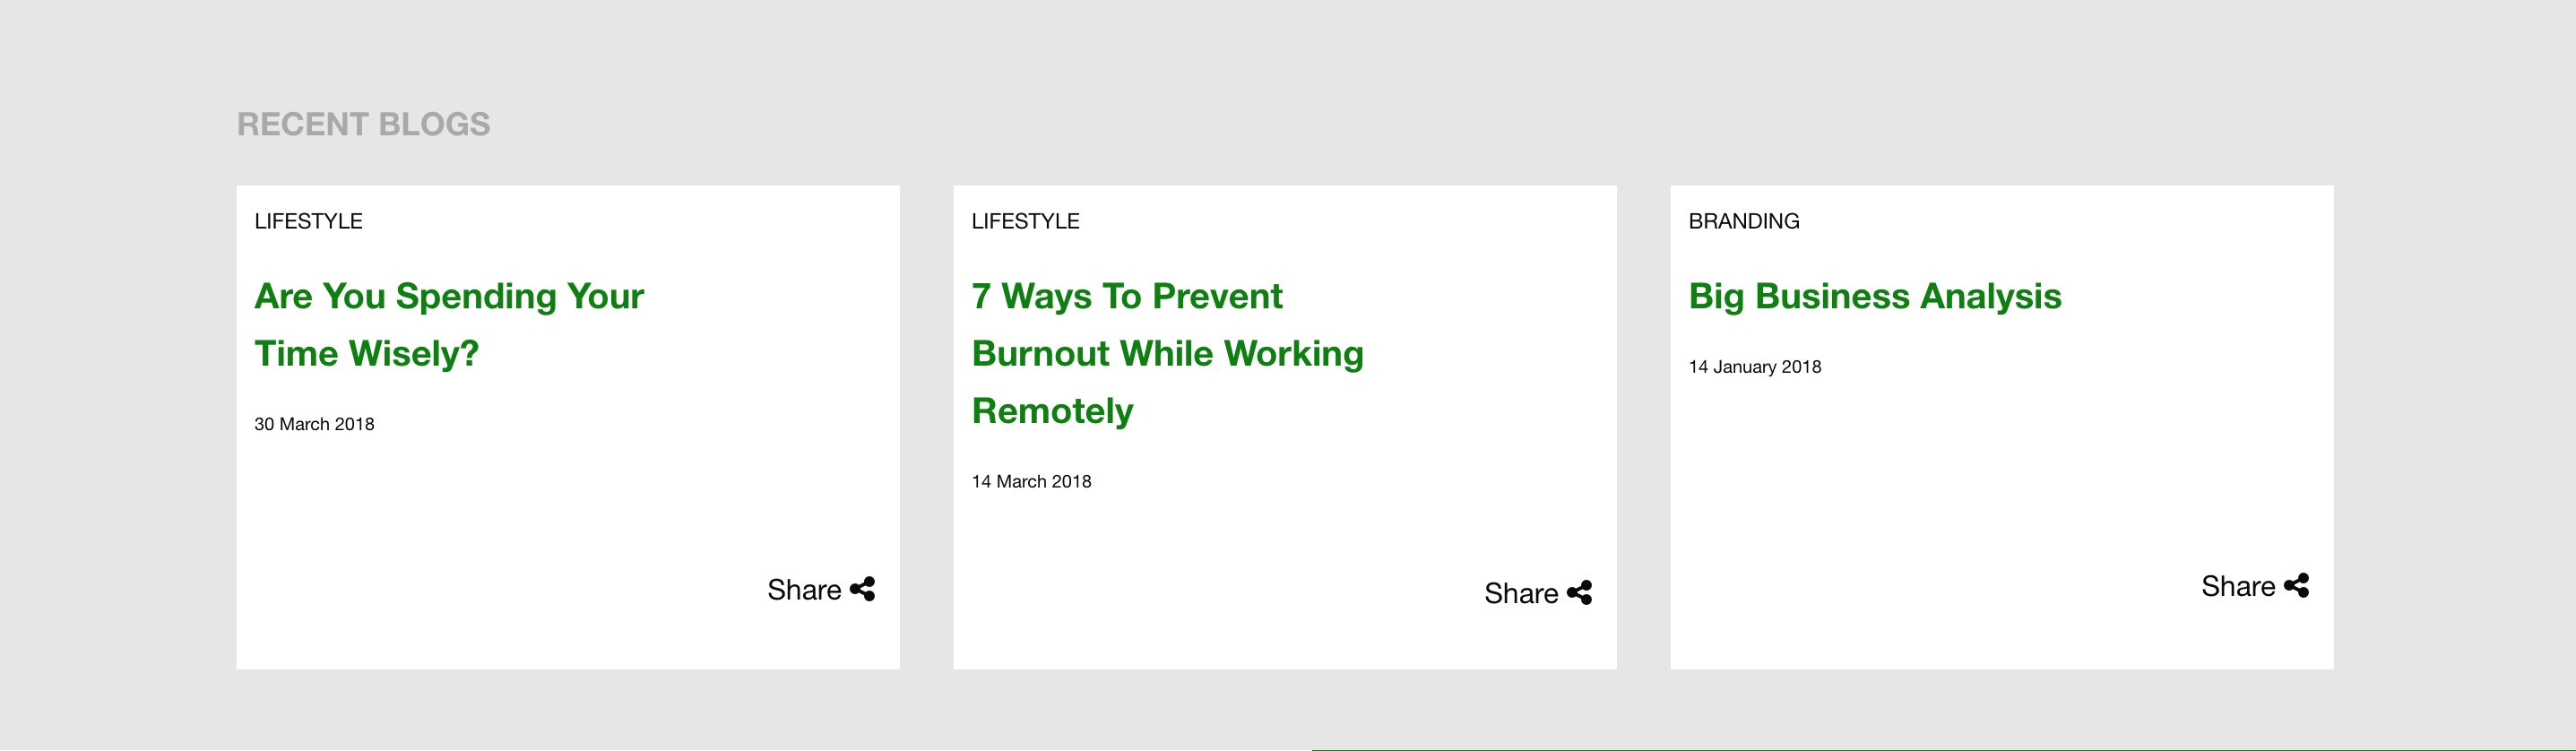 RECENT BLOGS
LIFESTYLE
Are You Spending Your
Time Wisely?
30 March 2018
Share
LIFESTYLE
7 Ways To Prevent
Burnout While Working
Remotely
14 March 2018
Share
BRANDING
Big Business Analysis
14 January 2018
Share